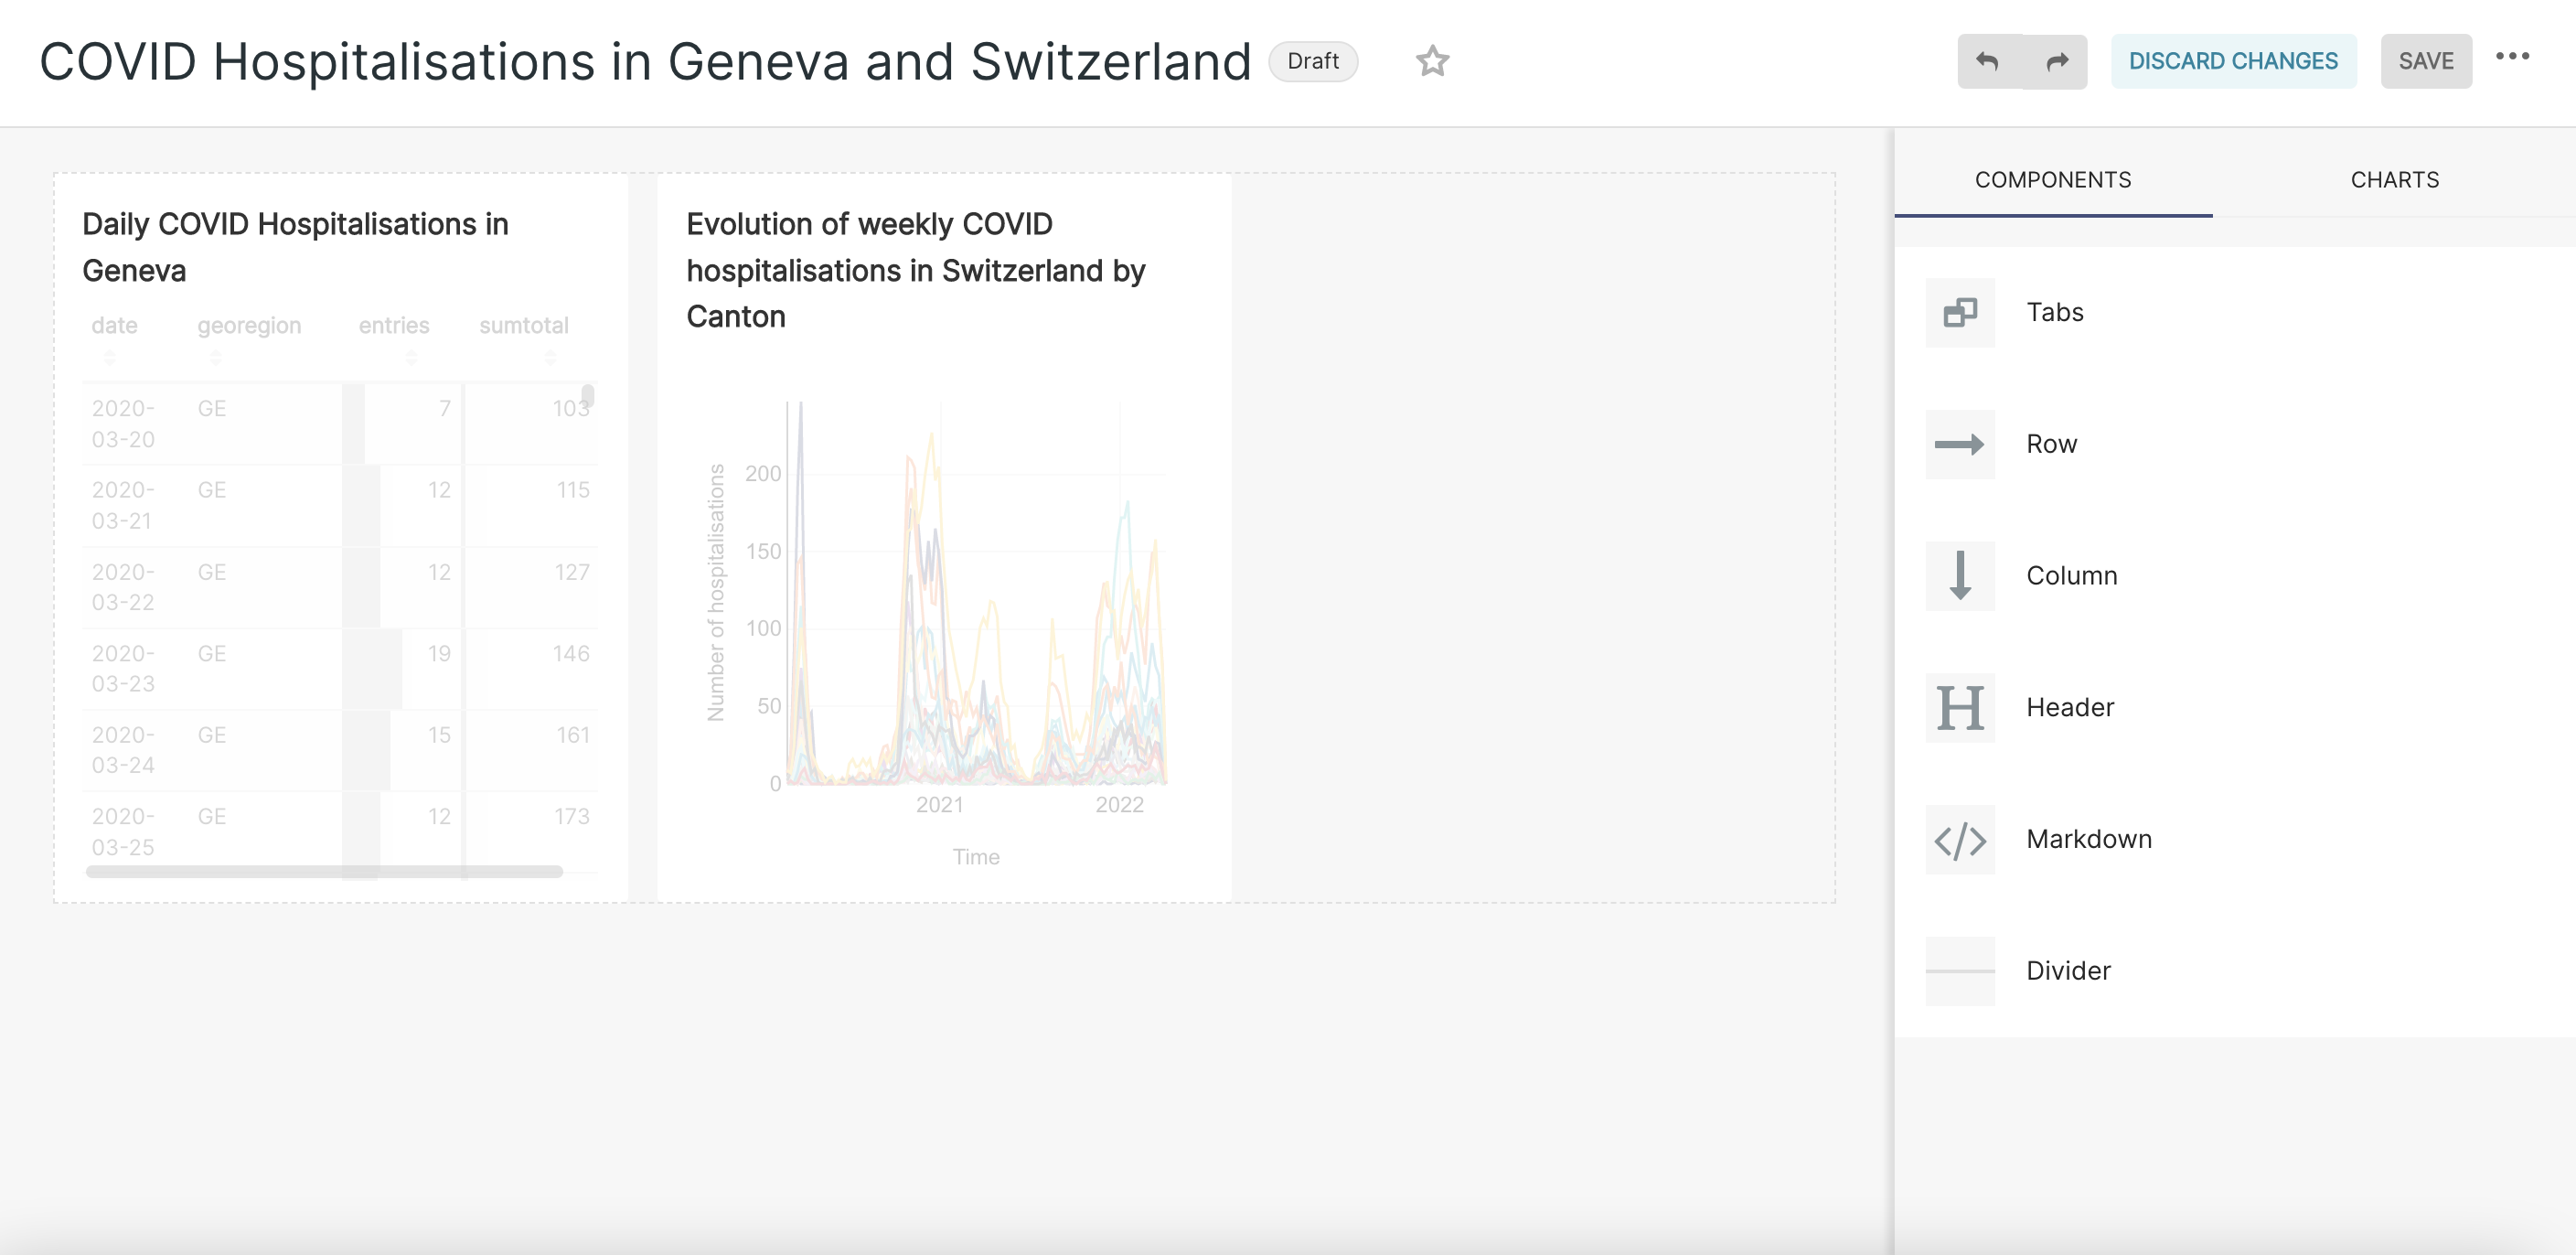 COVID Hospitalisations in Geneva and Switzerland
Draft
DISCARD CHANGES
SAVE
Daily COVID Hospitalisations in
Geneva
date georegion entries sumtotal
2020-
03-20 GE 7 103
2020-
03-21 GE 12 115
2020-
03-22 GE 12 127
2020-
03-23 GE 19 146
2020-
03-24 GE 15 161
2020-
03-25 GE 12 173
Evolution of weekly COVID
hospitalisations in Switzerland by
Canton
Number of hospitalisations
200
150
100
50
0
2021 2022
Time
COMPONENTS
CHARTS
Tabs
Row
Column
H Header
</> Markdown
Divider